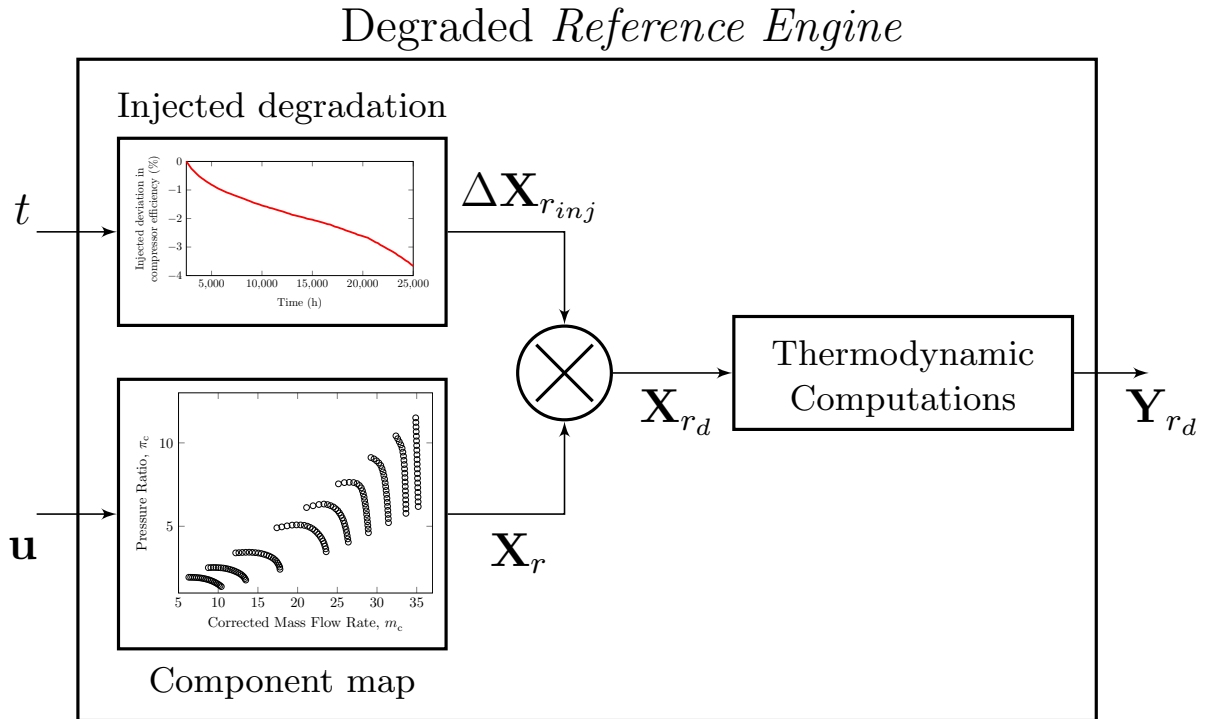 Degraded Reference Engine
Injected degradation
Injected deviation in
compressor efficiency (%)
0
−1
−2
−3
−4
5,000
10,000
15,000
20,000
25,000
Time (h)
t
ΔX_{r_{inj}}
Thermodynamic
Computations
X_{r_d}
Y_{r_d}
Pressure Ratio, π_c
10
5
5
10
15
20
25
30
35
Corrected Mass Flow Rate, m_c
u
X_r
Component map